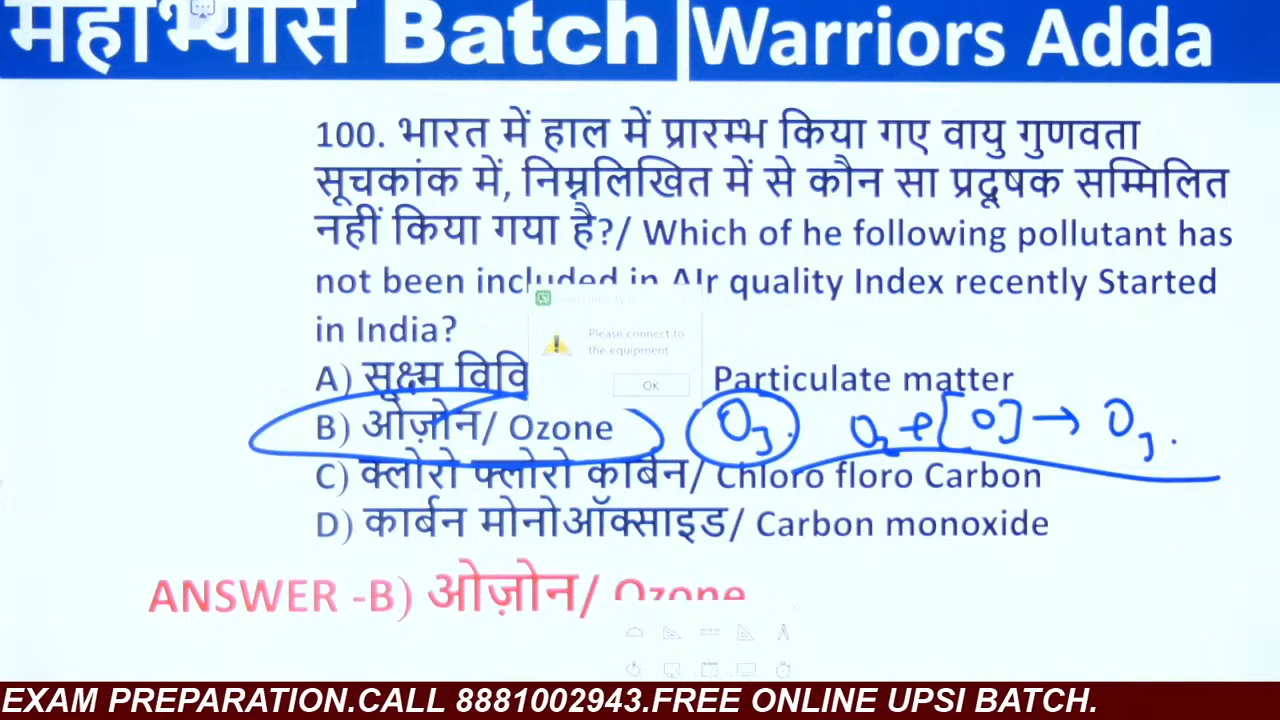 महाभ्यास Batch Warriors Adda
100. भारत में हाल में प्रारम्भ किया गए वायु गुणवता
सूचकांक में, निम्नलिखित में से कौन सा प्रदूषक सम्मिलित
नहीं किया गया है?/ Which of he following pollutant has
not been included in AIr quality Index recently Started
in India?
Please connect to
the equipment
OK
A) सूक्ष्म विवि Particulate matter
B) ओज़ोन/ Ozone O3 O2 + [O] → O3
C) क्लोरो फ्लोरो कार्बन/ Chloro floro Carbon
D) कार्बन मोनोऑक्साइड/ Carbon monoxide
ANSWER -B) ओज़ोन/ Ozone
EXAM PREPARATION.CALL 8881002943.FREE ONLINE UPSI BATCH.